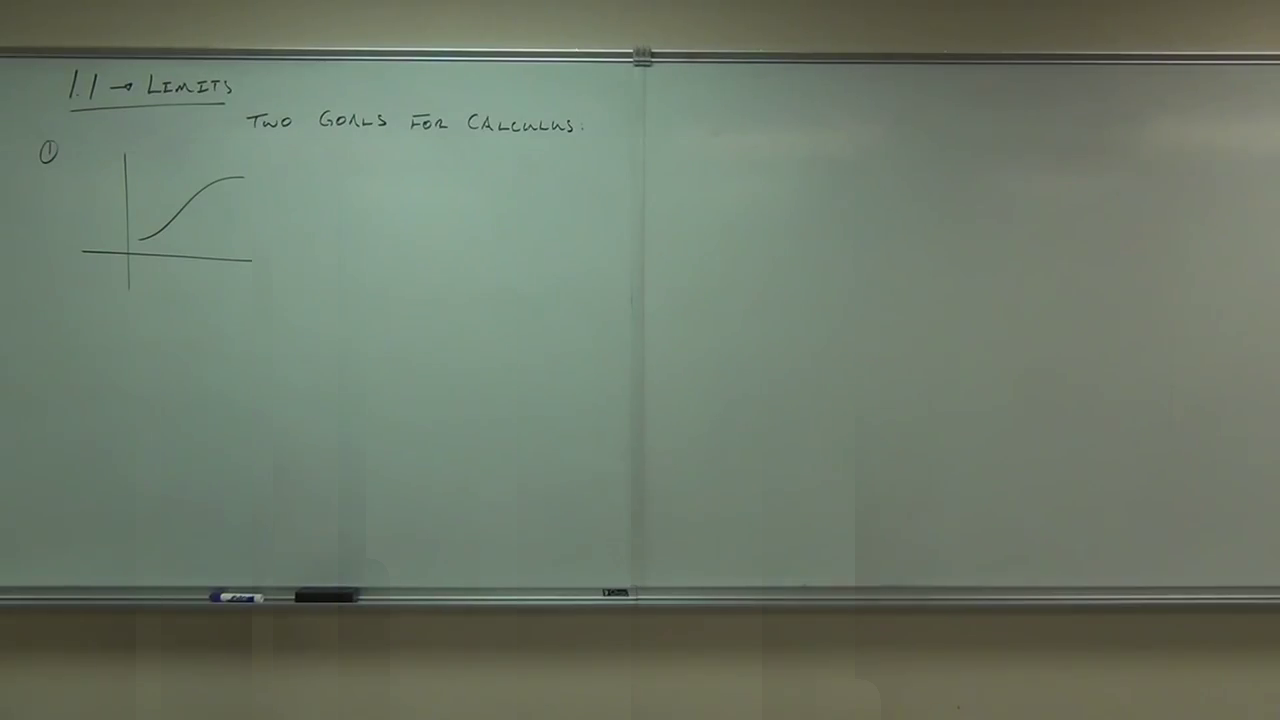 1.1 → LIMITS
TWO GOALS FOR CALCULUS:
①